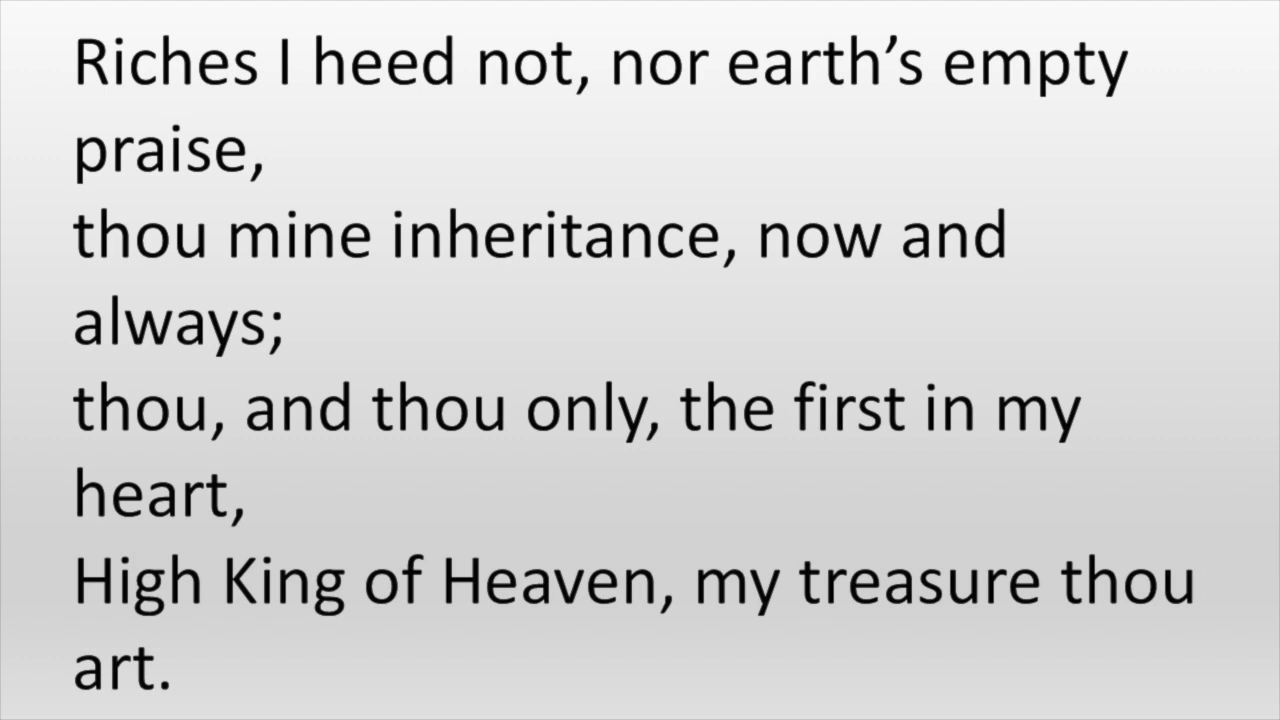 Riches I heed not, nor earth’s empty
praise,
thou mine inheritance, now and
always;
thou, and thou only, the first in my
heart,
High King of Heaven, my treasure thou
art.